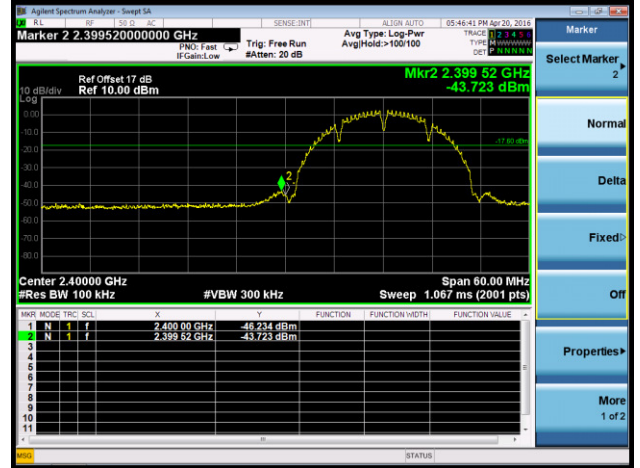 Agilent Spectrum Analyzer - Swept SA
RL RF 50 Ω AC SENSE:INT ALIGN AUTO 05:46:41 PM Apr 20, 2016
Marker 2 2.399520000000 GHz
PNO: Fast
IFGain:Low
Trig: Free Run
#Atten: 20 dB
Avg Type: Log-Pwr
Avg|Hold:>100/100
TRACE 1 2 3 4 5 6
TYPE M W W W W W
DET P N N N N N
Marker
Select Marker
2
Normal
Delta
Fixed
Off
Properties
More
1 of 2
Ref Offset 17 dB
10 dB/div Ref 10.00 dBm
Log
Mkr2 2.399 52 GHz
-43.723 dBm
0.00
-10.0
-20.0
-30.0
-40.0
-50.0
-60.0
-70.0
-80.0
-17.60 dBm
2
Center 2.40000 GHz Span 60.00 MHz
#Res BW 100 kHz #VBW 300 kHz Sweep 1.067 ms (2001 pts)
MKR MODE TRC SCL X Y FUNCTION FUNCTION WIDTH FUNCTION VALUE
1 N 1 f 2.400 00 GHz -46.234 dBm
2 N 1 f 2.399 52 GHz -43.723 dBm
3
4
5
6
7
8
9
10
11
MSG STATUS